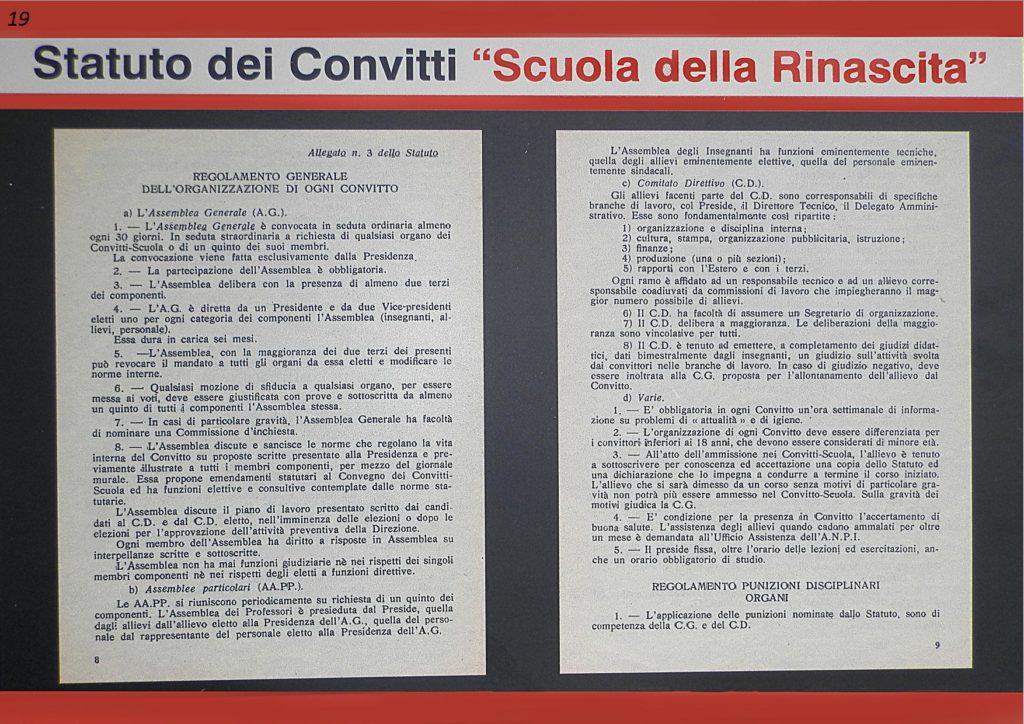 19
Statuto dei Convitti “Scuola della Rinascita”
Allegato n. 3 dello Statuto
REGOLAMENTO GENERALE
DELL'ORGANIZZAZIONE DI OGNI CONVITTO
a) L'Assemblea Generale (A.G.).
1. — L'Assemblea Generale è convocata in seduta ordinaria almeno
ogni 30 giorni. In seduta straordinaria a richiesta di qualsiasi organo dei
Convitti-Scuola o di un quinto dei suoi membri.
La convocazione viene fatta esclusivamente dalla Presidenza.
2. — La partecipazione dell'Assemblea è obbligatoria.
3. — L'Assemblea delibera con la presenza di almeno due terzi
dei componenti.
4. — L'A.G. è diretta da un Presidente e da due Vice-presidenti
eletti uno per ogni categoria dei componenti l'Assemblea (insegnanti, al-
lievi, personale).
Essa dura in carica sei mesi.
5. —L'Assemblea, con la maggioranza dei due terzi dei presenti
può revocare il mandato a tutti gli organi da essa eletti e modificare le
norme interne.
6. — Qualsiasi mozione di sfiducia a qualsiasi organo, per essere
messa ai voti, deve essere giustificata con prove e sottoscritta da almeno
un quinto di tutti i componenti l'Assemblea stessa.
7. — In casi di particolare gravità, l'Assemblea Generale ha facoltà
di nominare una Commissione d'inchiesta.
8. — L'Assemblea discute e sancisce le norme che regolano la vita
interna del Convitto su proposte scritte presentate alla Presidenza e pre-
viamente illustrate a tutti i membri componenti, per mezzo del giornale
murale. Essa propone emendamenti statutari al Convegno dei Convitti-
Scuola ed ha funzioni elettive e consultive contemplate dalle norme sta-
tutarie.
L'Assemblea discute il piano di lavoro presentato scritto dai candi-
dati al C.D. e dal C.D. eletto, nell'imminenza delle elezioni o dopo le
elezioni per l'approvazione dell'attività preventiva della Direzione.
Ogni membro dell'Assemblea ha diritto a risposte in Assemblea su
interpellanze scritte e sottoscritte.
L'Assemblea non ha mai funzioni giudiziarie nè nei rispetti dei singoli
membri componenti nè nei rispetti degli eletti a funzioni direttive.
b) Assemblee particolari (AA.PP.).
Le AA.PP. si riuniscono periodicamente su richiesta di un quinto dei
componenti. L'Assemblea dei Professori è presieduta dal Preside, quella
dagli allievi dall'allievo eletto alla Presidenza dell'A.G., quella del perso-
nale dal rappresentante del personale eletto alla Presidenza dell'A.G.
8
L'Assemblea degli Insegnanti ha funzioni eminentemente tecniche,
quella degli allievi eminentemente elettive, quella del personale eminen-
temente sindacali.
c) Comitato Direttivo (C.D.).
Gli allievi facenti parte del C.D. sono corresponsabili di specifiche
branche di lavoro, col Preside, il Direttore Tecnico, il Delegato Ammini-
strativo. Esse sono fondamentalmente così ripartite :
1) organizzazione e disciplina interna;
2) cultura, stampa, organizzazione pubblicitaria, istruzione;
3) finanze;
4) produzione (una o più sezioni);
5) rapporti con l'Estero e con i terzi.
Ogni ramo è affidato ad un responsabile tecnico e ad un allievo corre-
sponsabile coadiuvati da commissioni di lavoro che impiegheranno il mag-
gior numero possibile di allievi.
6) Il C.D. ha facoltà di assumere un Segretario di organizzazione.
7) Il C.D. delibera a maggioranza. Le deliberazioni della maggio-
ranza sono vincolative per tutti.
8) Il C.D. è tenuto ad emettere, a completamento dei giudizi didat-
tici, dati bimestralmente dagli insegnanti, un giudizio sull'attività svolta
dai convittori nelle branche di lavoro. In caso di giudizio negativo, deve
essere inoltrata alla C.G. proposta per l'allontanamento dell'allievo dal
Convitto.
d) Varie.
1. — E' obbligatoria in ogni Convitto un'ora settimanale di informa-
zione su problemi di « attualità » e di igiene.
2. — L'organizzazione di ogni Convitto deve essere differenziata per
i convittori inferiori ai 18 anni, che devono essere considerati di minore età.
3. — All'atto dell'ammissione nei Convitti-Scuola, l'allievo è tenuto
a sottoscrivere per conoscenza ed accettazione una copia dello Statuto ed
una dichiarazione che lo impegna a condurre a termine il corso iniziato.
L'allievo che si sarà dimesso da un corso senza motivi di particolare gra-
vità non potrà più essere ammesso nel Convitto-Scuola. Sulla gravità dei
motivi giudica la C.G.
4. — E' condizione per la presenza in Convitto l'accertamento di
buona salute. L'assistenza degli allievi quando cadono ammalati per oltre
un mese è demandata all'Ufficio Assistenza dell'A.N.P.I.
5. — Il preside fissa, oltre l'orario delle lezioni ed esercitazioni, an-
che un orario obbligatorio di studio.
REGOLAMENTO PUNIZIONI DISCIPLINARI
ORGANI
1. — L'applicazione delle punizioni nominate dallo Statuto, sono di
competenza della C.G. e del C.D.
9